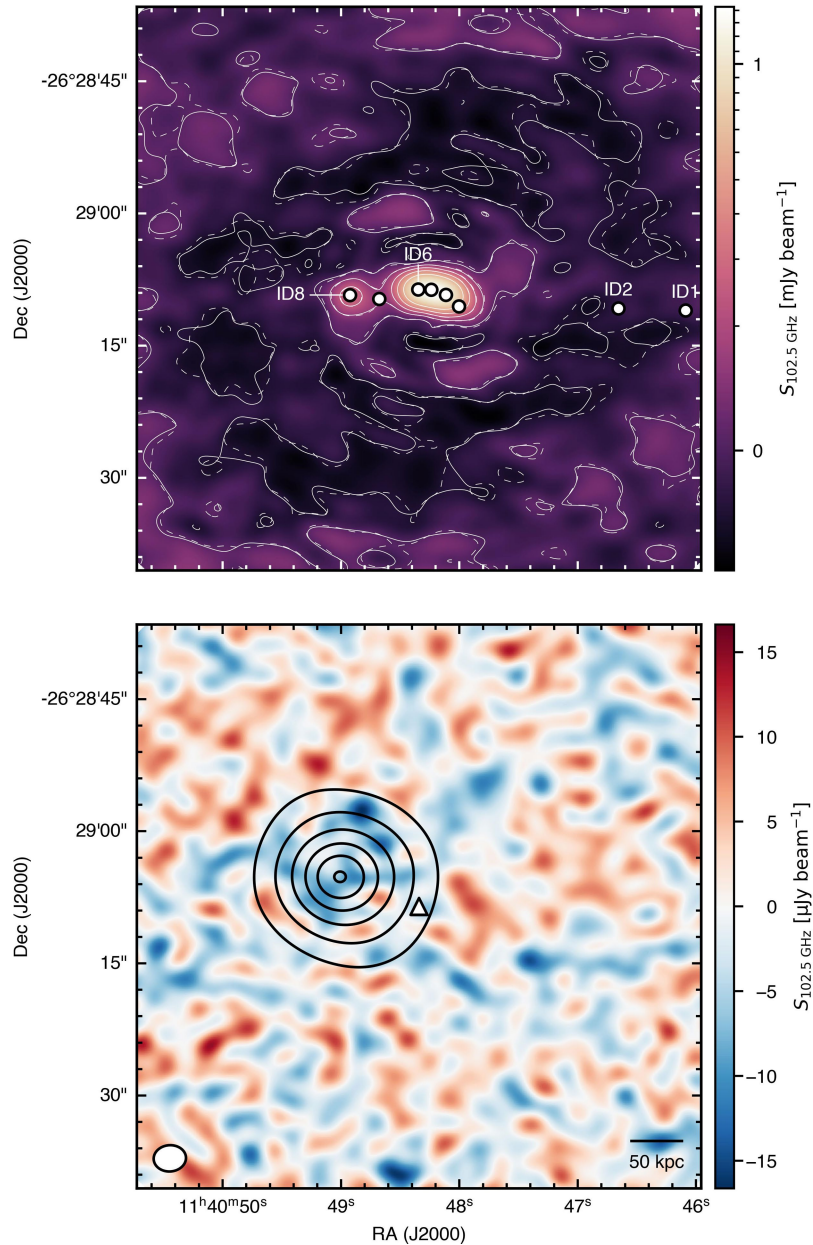 -26°28'45"
29'00"
15"
30"
Dec (J2000)
ID6
ID8
ID2
ID1
1
0
S102.5 GHz [mJy beam−1]
-26°28'45"
29'00"
15"
30"
Dec (J2000)
50 kpc
15
10
5
0
−5
−10
−15
S102.5 GHz [μJy beam−1]
11h40m50s
49s
48s
47s
46s
RA (J2000)